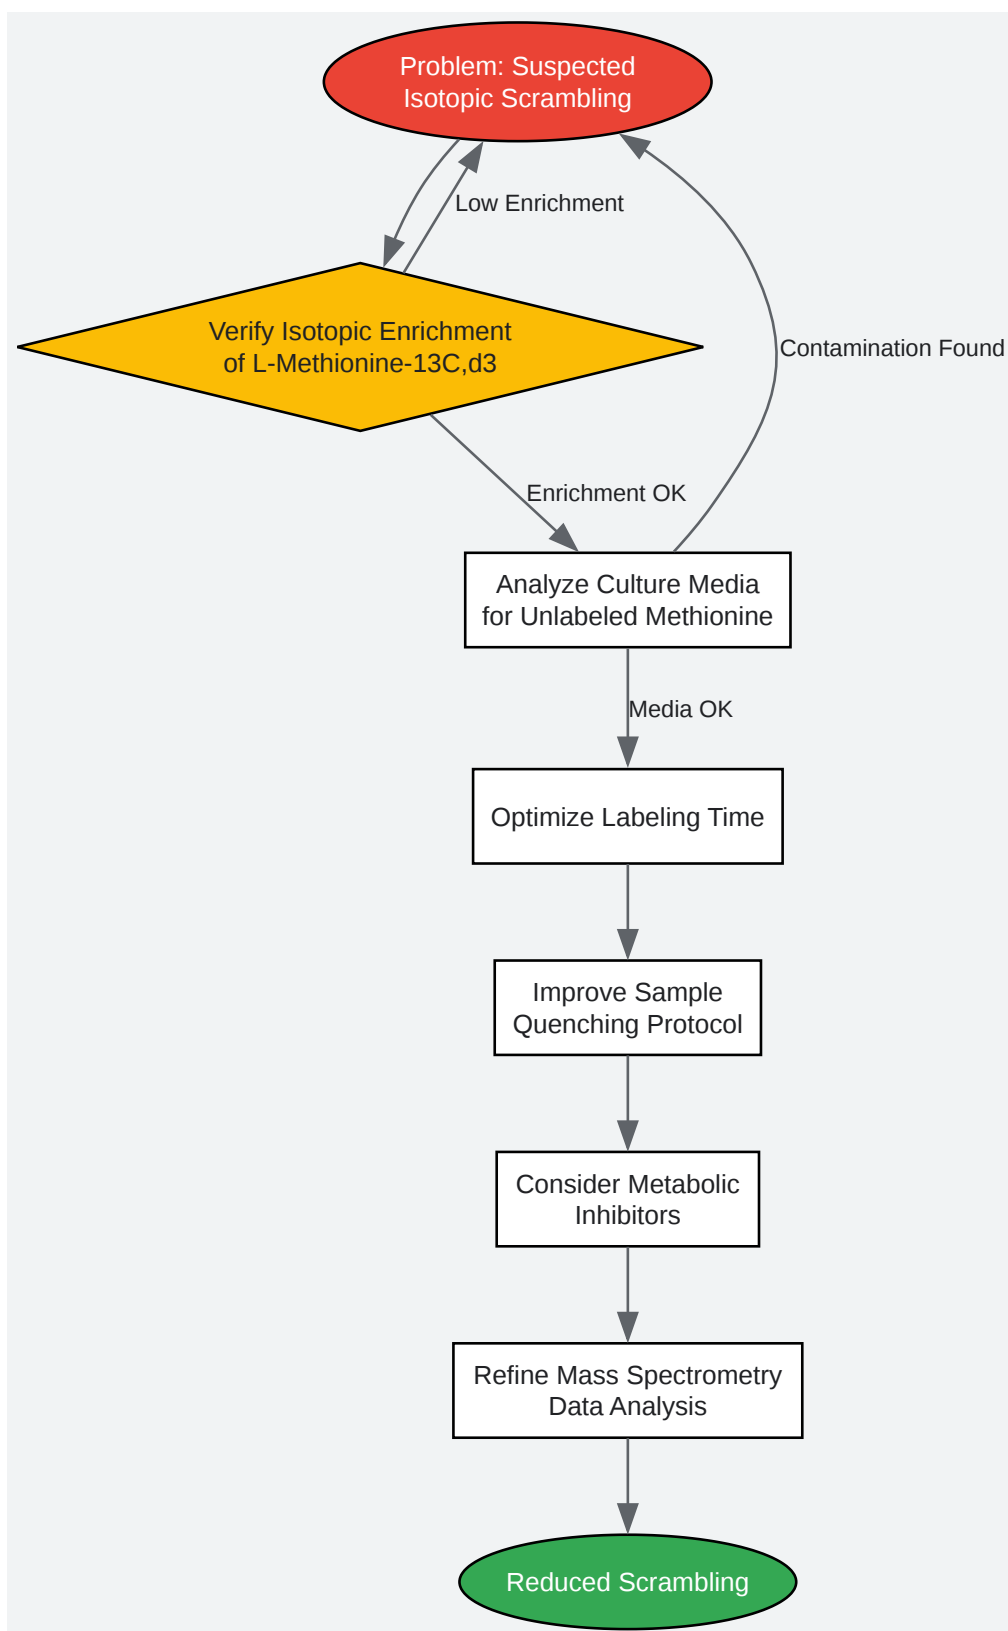 Problem: Suspected
Isotopic Scrambling
Low Enrichment
Verify Isotopic Enrichment
of L-Methionine-13C,d3
Contamination Found
Enrichment OK
Analyze Culture Media
for Unlabeled Methionine
Media OK
Optimize Labeling Time
Improve Sample
Quenching Protocol
Consider Metabolic
Inhibitors
Refine Mass Spectrometry
Data Analysis
Reduced Scrambling